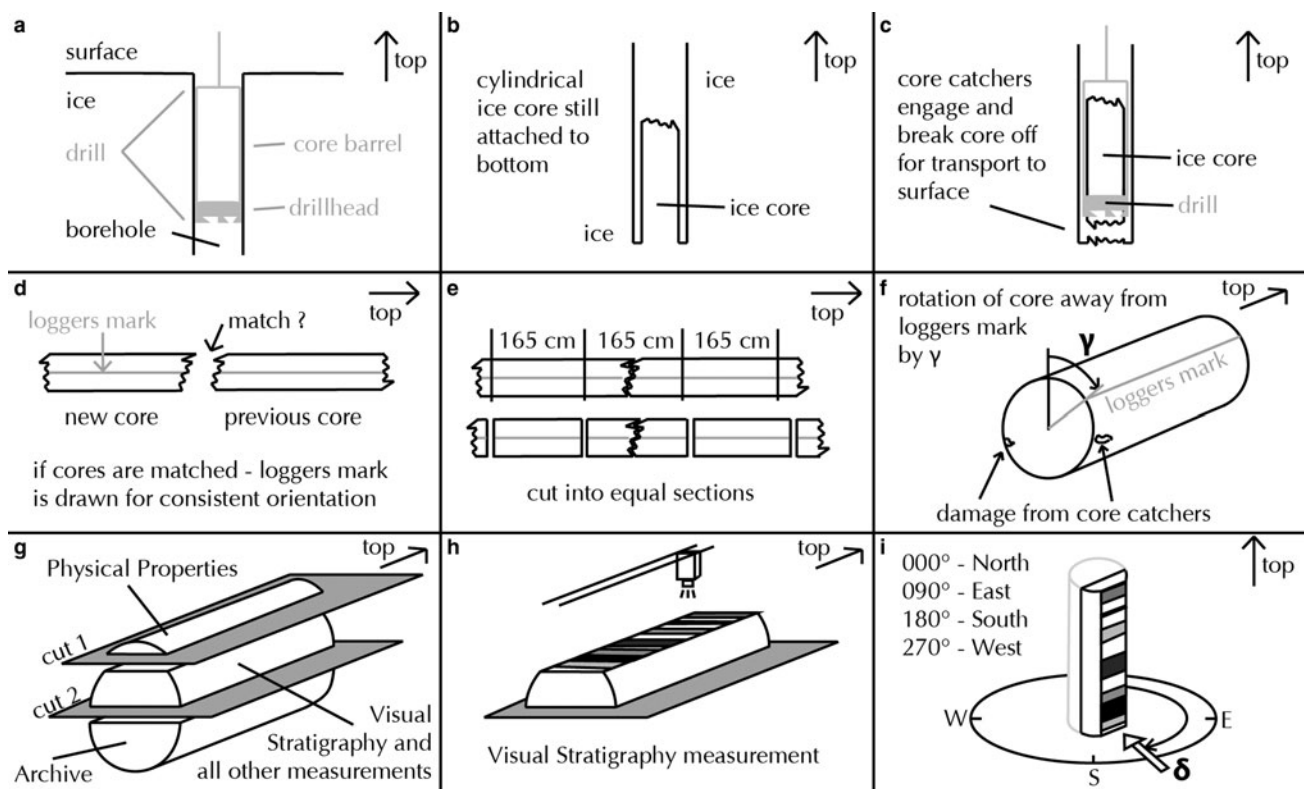 a
surface
top
ice
drill
core barrel
drillhead
borehole
b
top
cylindrical
ice core still
attached to
bottom
ice
ice core
ice
c
top
core catchers
engage and
break core off
for transport to
surface
ice core
drill
d
top
loggers mark
match ?
new core
previous core
if cores are matched - loggers mark
is drawn for consistent orientation
e
top
165 cm
165 cm
165 cm
cut into equal sections
f
top
rotation of core away from
loggers mark
by γ
γ
loggers mark
damage from core catchers
g
top
Physical Properties
cut 1
cut 2
Visual
Stratigraphy and
all other measurements
Archive
h
top
Visual Stratigraphy measurement
i
top
000° - North
090° - East
180° - South
270° - West
W
E
S
δ